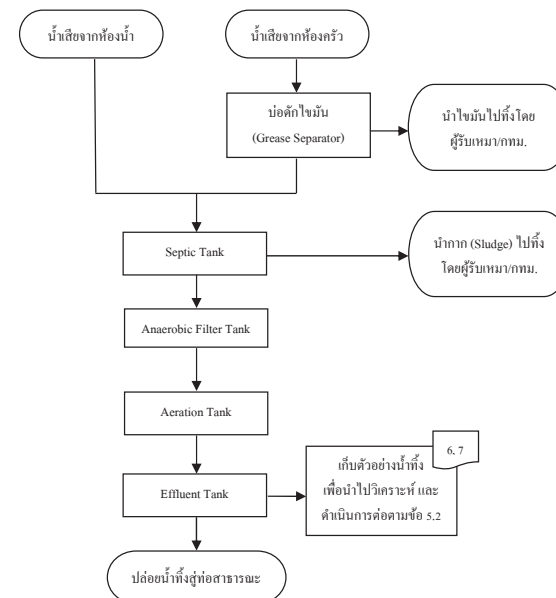 น้ำเสียจากห้องน้ำ
น้ำเสียจากห้องครัว
บ่อดักไขมัน
(Grease Separator)
นำไขมันไปทิ้งโดย
ผู้รับเหมา/กทม.
Septic Tank
นำกาก (Sludge) ไปทิ้ง
โดยผู้รับเหมา/กทม.
Anaerobic Filter Tank
Aeration Tank
Effluent Tank
6, 7
เก็บตัวอย่างน้ำทิ้ง
เพื่อนำไปวิเคราะห์ และ
ดำเนินการต่อตามข้อ 5.2
ปล่อยน้ำทิ้งสู่ท่อสาธารณะ